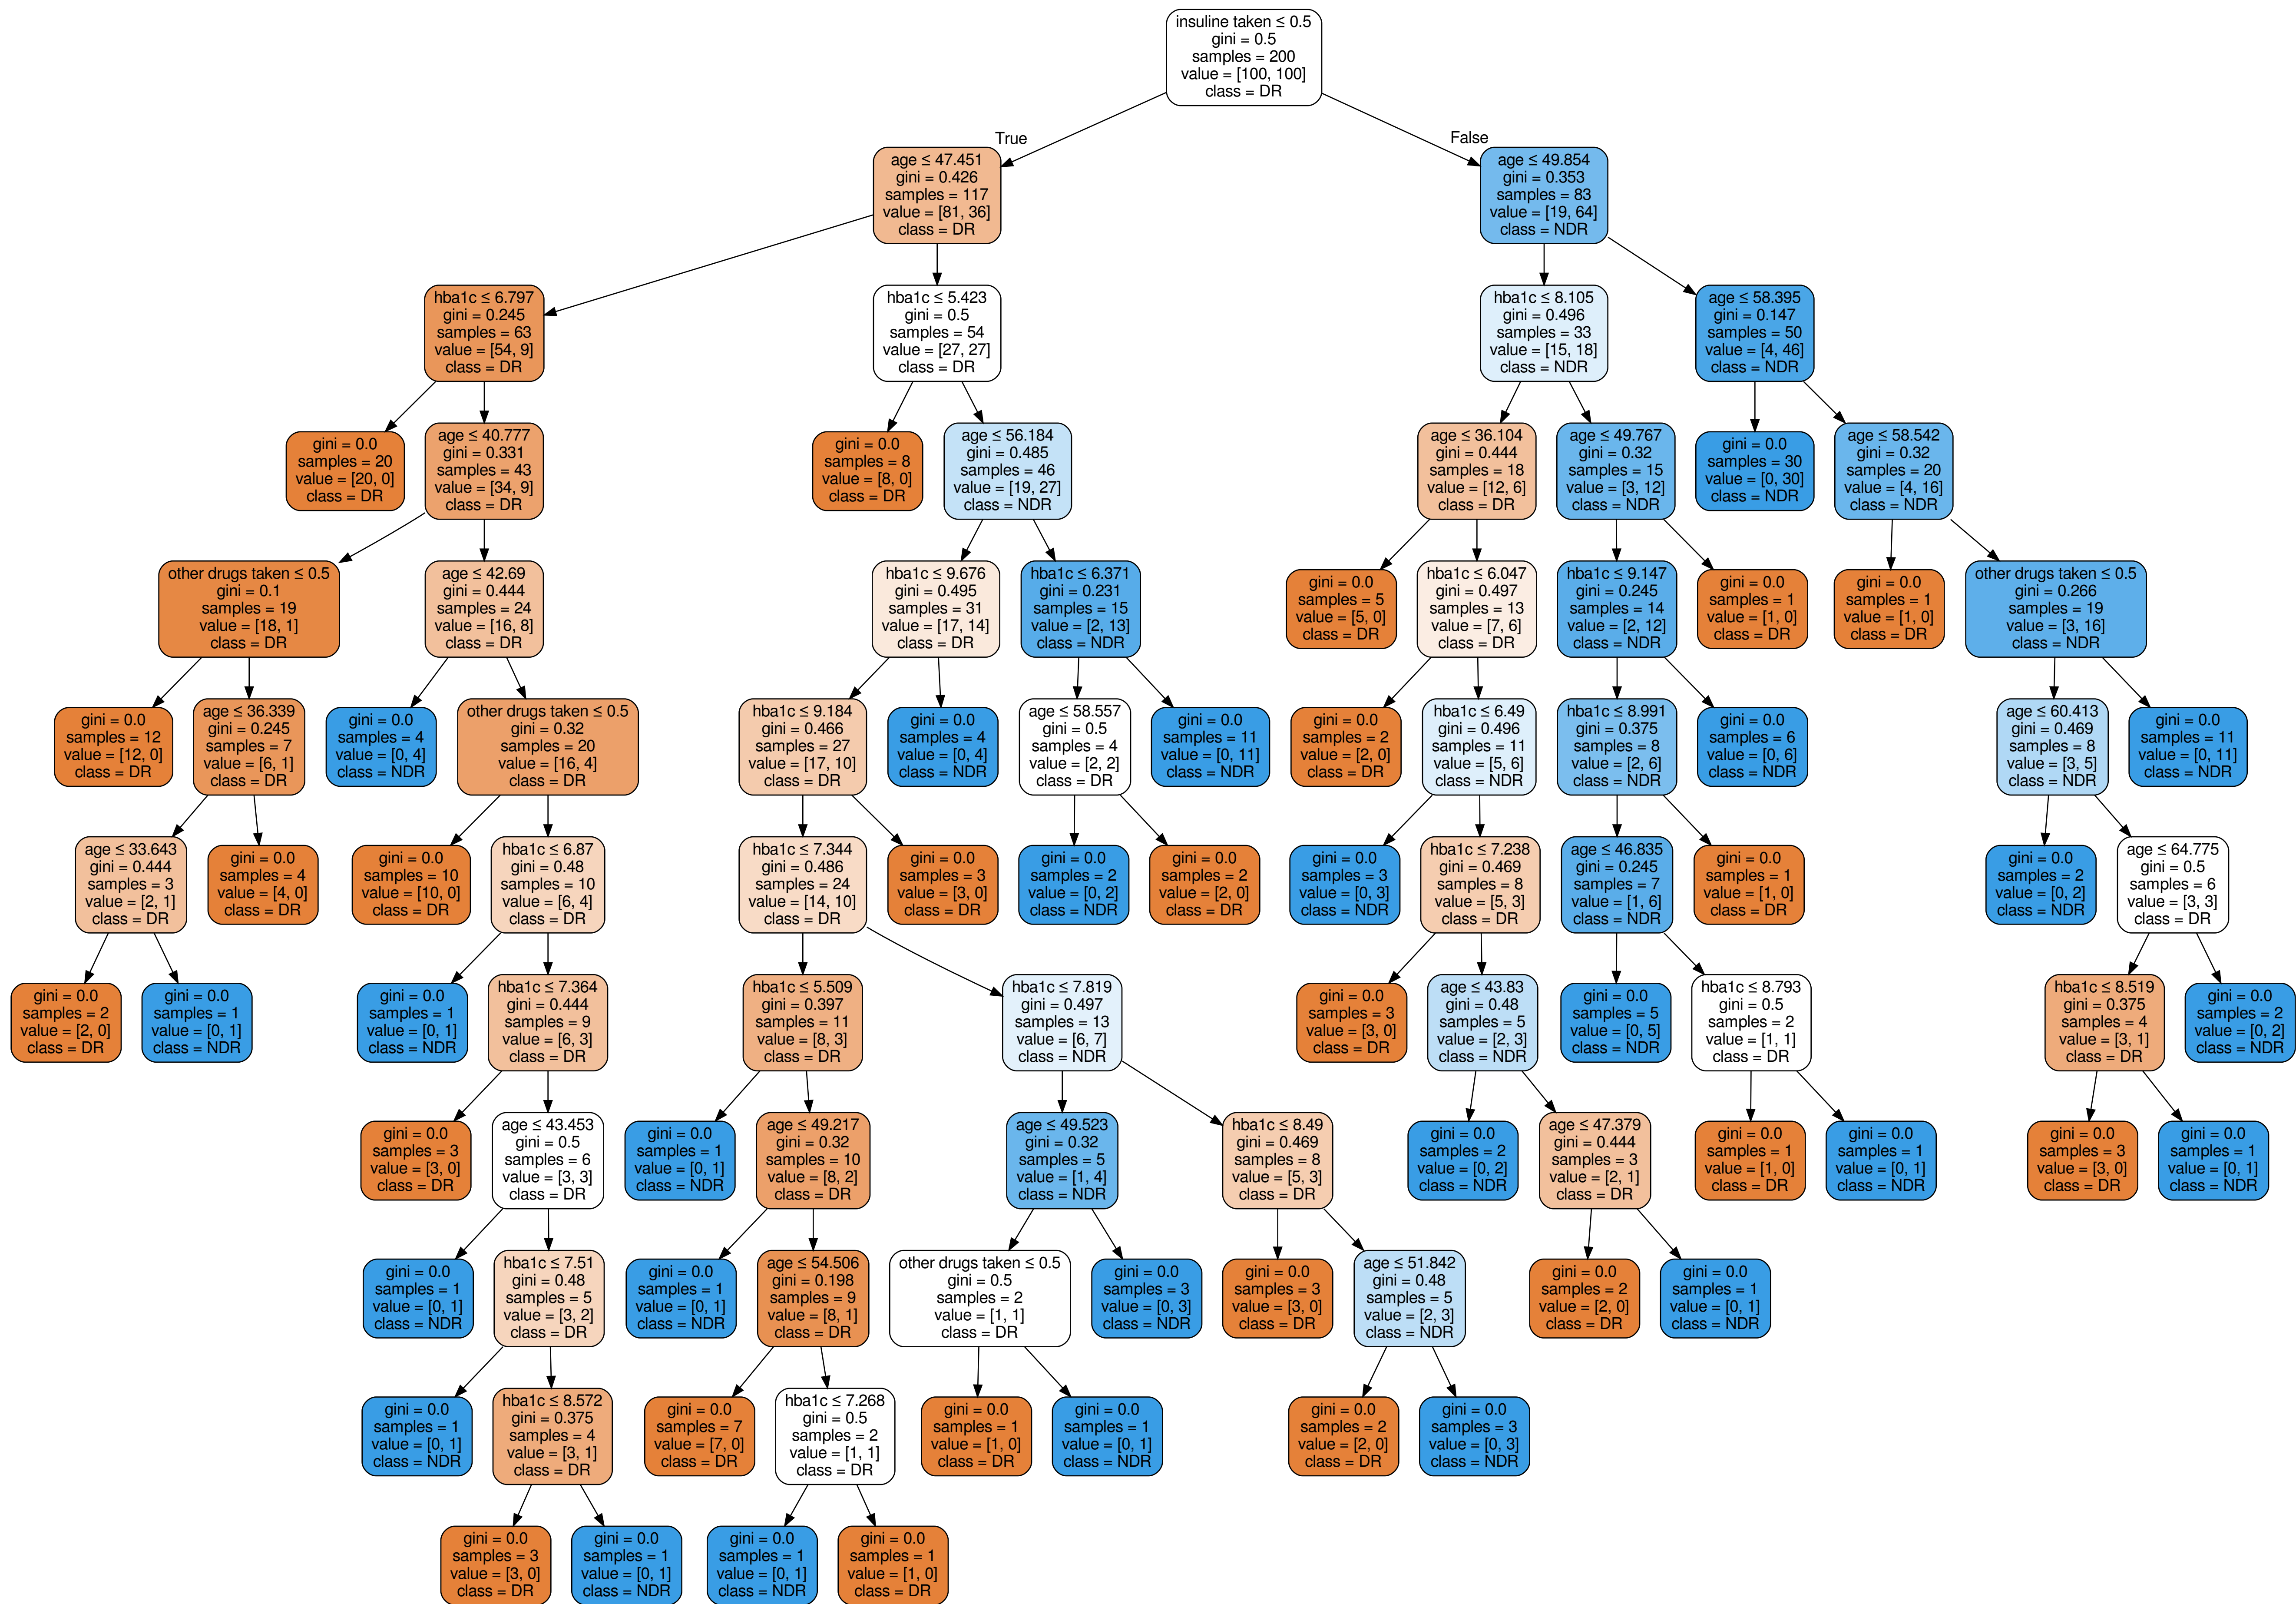 insuline taken ≤ 0.5
gini = 0.5
samples = 200
value = [100, 100]
class = DR
True
False
age ≤ 47.451
gini = 0.426
samples = 117
value = [81, 36]
class = DR
age ≤ 49.854
gini = 0.353
samples = 83
value = [19, 64]
class = NDR
hba1c ≤ 6.797
gini = 0.245
samples = 63
value = [54, 9]
class = DR
hba1c ≤ 5.423
gini = 0.5
samples = 54
value = [27, 27]
class = DR
hba1c ≤ 8.105
gini = 0.496
samples = 33
value = [15, 18]
class = NDR
age ≤ 58.395
gini = 0.147
samples = 50
value = [4, 46]
class = NDR
gini = 0.0
samples = 20
value = [20, 0]
class = DR
age ≤ 40.777
gini = 0.331
samples = 43
value = [34, 9]
class = DR
gini = 0.0
samples = 8
value = [8, 0]
class = DR
age ≤ 56.184
gini = 0.485
samples = 46
value = [19, 27]
class = NDR
age ≤ 36.104
gini = 0.444
samples = 18
value = [12, 6]
class = DR
age ≤ 49.767
gini = 0.32
samples = 15
value = [3, 12]
class = NDR
gini = 0.0
samples = 30
value = [0, 30]
class = NDR
age ≤ 58.542
gini = 0.32
samples = 20
value = [4, 16]
class = NDR
other drugs taken ≤ 0.5
gini = 0.1
samples = 19
value = [18, 1]
class = DR
age ≤ 42.69
gini = 0.444
samples = 24
value = [16, 8]
class = DR
hba1c ≤ 9.676
gini = 0.495
samples = 31
value = [17, 14]
class = DR
hba1c ≤ 6.371
gini = 0.231
samples = 15
value = [2, 13]
class = NDR
gini = 0.0
samples = 5
value = [5, 0]
class = DR
hba1c ≤ 6.047
gini = 0.497
samples = 13
value = [7, 6]
class = DR
hba1c ≤ 9.147
gini = 0.245
samples = 14
value = [2, 12]
class = NDR
gini = 0.0
samples = 1
value = [1, 0]
class = DR
gini = 0.0
samples = 1
value = [1, 0]
class = DR
other drugs taken ≤ 0.5
gini = 0.266
samples = 19
value = [3, 16]
class = NDR
gini = 0.0
samples = 12
value = [12, 0]
class = DR
age ≤ 36.339
gini = 0.245
samples = 7
value = [6, 1]
class = DR
gini = 0.0
samples = 4
value = [0, 4]
class = NDR
other drugs taken ≤ 0.5
gini = 0.32
samples = 20
value = [16, 4]
class = DR
hba1c ≤ 9.184
gini = 0.466
samples = 27
value = [17, 10]
class = DR
gini = 0.0
samples = 4
value = [0, 4]
class = NDR
age ≤ 58.557
gini = 0.5
samples = 4
value = [2, 2]
class = DR
gini = 0.0
samples = 11
value = [0, 11]
class = NDR
gini = 0.0
samples = 2
value = [2, 0]
class = DR
hba1c ≤ 6.49
gini = 0.496
samples = 11
value = [5, 6]
class = NDR
hba1c ≤ 8.991
gini = 0.375
samples = 8
value = [2, 6]
class = NDR
gini = 0.0
samples = 6
value = [0, 6]
class = NDR
age ≤ 60.413
gini = 0.469
samples = 8
value = [3, 5]
class = NDR
gini = 0.0
samples = 11
value = [0, 11]
class = NDR
age ≤ 33.643
gini = 0.444
samples = 3
value = [2, 1]
class = DR
gini = 0.0
samples = 4
value = [4, 0]
class = DR
gini = 0.0
samples = 10
value = [10, 0]
class = DR
hba1c ≤ 6.87
gini = 0.48
samples = 10
value = [6, 4]
class = DR
hba1c ≤ 7.344
gini = 0.486
samples = 24
value = [14, 10]
class = DR
gini = 0.0
samples = 3
value = [3, 0]
class = DR
gini = 0.0
samples = 2
value = [0, 2]
class = NDR
gini = 0.0
samples = 2
value = [2, 0]
class = DR
gini = 0.0
samples = 3
value = [0, 3]
class = NDR
hba1c ≤ 7.238
gini = 0.469
samples = 8
value = [5, 3]
class = DR
age ≤ 46.835
gini = 0.245
samples = 7
value = [1, 6]
class = NDR
gini = 0.0
samples = 1
value = [1, 0]
class = DR
gini = 0.0
samples = 2
value = [0, 2]
class = NDR
age ≤ 64.775
gini = 0.5
samples = 6
value = [3, 3]
class = DR
gini = 0.0
samples = 2
value = [2, 0]
class = DR
gini = 0.0
samples = 1
value = [0, 1]
class = NDR
gini = 0.0
samples = 1
value = [0, 1]
class = NDR
hba1c ≤ 7.364
gini = 0.444
samples = 9
value = [6, 3]
class = DR
hba1c ≤ 5.509
gini = 0.397
samples = 11
value = [8, 3]
class = DR
hba1c ≤ 7.819
gini = 0.497
samples = 13
value = [6, 7]
class = NDR
gini = 0.0
samples = 3
value = [3, 0]
class = DR
age ≤ 43.83
gini = 0.48
samples = 5
value = [2, 3]
class = NDR
gini = 0.0
samples = 5
value = [0, 5]
class = NDR
hba1c ≤ 8.793
gini = 0.5
samples = 2
value = [1, 1]
class = DR
hba1c ≤ 8.519
gini = 0.375
samples = 4
value = [3, 1]
class = DR
gini = 0.0
samples = 2
value = [0, 2]
class = NDR
gini = 0.0
samples = 3
value = [3, 0]
class = DR
age ≤ 43.453
gini = 0.5
samples = 6
value = [3, 3]
class = DR
gini = 0.0
samples = 1
value = [0, 1]
class = NDR
age ≤ 49.217
gini = 0.32
samples = 10
value = [8, 2]
class = DR
age ≤ 49.523
gini = 0.32
samples = 5
value = [1, 4]
class = NDR
hba1c ≤ 8.49
gini = 0.469
samples = 8
value = [5, 3]
class = DR
gini = 0.0
samples = 2
value = [0, 2]
class = NDR
age ≤ 47.379
gini = 0.444
samples = 3
value = [2, 1]
class = DR
gini = 0.0
samples = 1
value = [1, 0]
class = DR
gini = 0.0
samples = 1
value = [0, 1]
class = NDR
gini = 0.0
samples = 3
value = [3, 0]
class = DR
gini = 0.0
samples = 1
value = [0, 1]
class = NDR
gini = 0.0
samples = 1
value = [0, 1]
class = NDR
hba1c ≤ 7.51
gini = 0.48
samples = 5
value = [3, 2]
class = DR
gini = 0.0
samples = 1
value = [0, 1]
class = NDR
age ≤ 54.506
gini = 0.198
samples = 9
value = [8, 1]
class = DR
other drugs taken ≤ 0.5
gini = 0.5
samples = 2
value = [1, 1]
class = DR
gini = 0.0
samples = 3
value = [0, 3]
class = NDR
gini = 0.0
samples = 3
value = [3, 0]
class = DR
age ≤ 51.842
gini = 0.48
samples = 5
value = [2, 3]
class = NDR
gini = 0.0
samples = 2
value = [2, 0]
class = DR
gini = 0.0
samples = 1
value = [0, 1]
class = NDR
gini = 0.0
samples = 1
value = [0, 1]
class = NDR
hba1c ≤ 8.572
gini = 0.375
samples = 4
value = [3, 1]
class = DR
gini = 0.0
samples = 7
value = [7, 0]
class = DR
hba1c ≤ 7.268
gini = 0.5
samples = 2
value = [1, 1]
class = DR
gini = 0.0
samples = 1
value = [1, 0]
class = DR
gini = 0.0
samples = 1
value = [0, 1]
class = NDR
gini = 0.0
samples = 2
value = [2, 0]
class = DR
gini = 0.0
samples = 3
value = [0, 3]
class = NDR
gini = 0.0
samples = 3
value = [3, 0]
class = DR
gini = 0.0
samples = 1
value = [0, 1]
class = NDR
gini = 0.0
samples = 1
value = [0, 1]
class = NDR
gini = 0.0
samples = 1
value = [1, 0]
class = DR